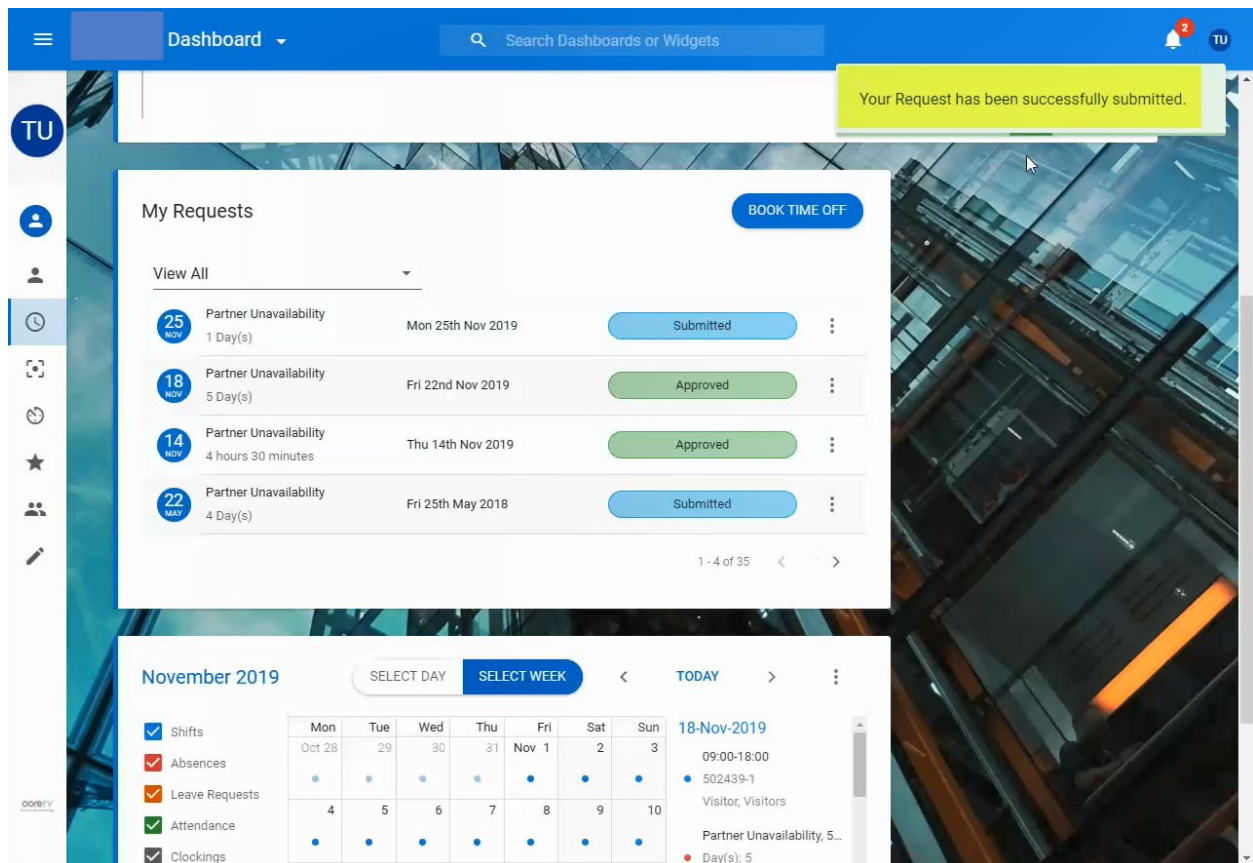 Dashboard
Search Dashboards or Widgets
2
TU
Your Request has been successfully submitted.
TU
My Requests
BOOK TIME OFF
View All
25 NOV
Partner Unavailability
1 Day(s)
Mon 25th Nov 2019
Submitted
18 NOV
Partner Unavailability
5 Day(s)
Fri 22nd Nov 2019
Approved
14 NOV
Partner Unavailability
4 hours 30 minutes
Thu 14th Nov 2019
Approved
22 MAY
Partner Unavailability
4 Day(s)
Fri 25th May 2018
Submitted
1 - 4 of 35
November 2019
SELECT DAY
SELECT WEEK
TODAY
Shifts
Absences
Leave Requests
Attendance
Clockings
Mon Tue Wed Thu Fri Sat Sun
Oct 28 29 30 31 Nov 1 2 3
4 5 6 7 8 9 10
18-Nov-2019
09:00-18:00
502439-1
Visitor, Visitors
Partner Unavailability, 5...
Day(s): 5